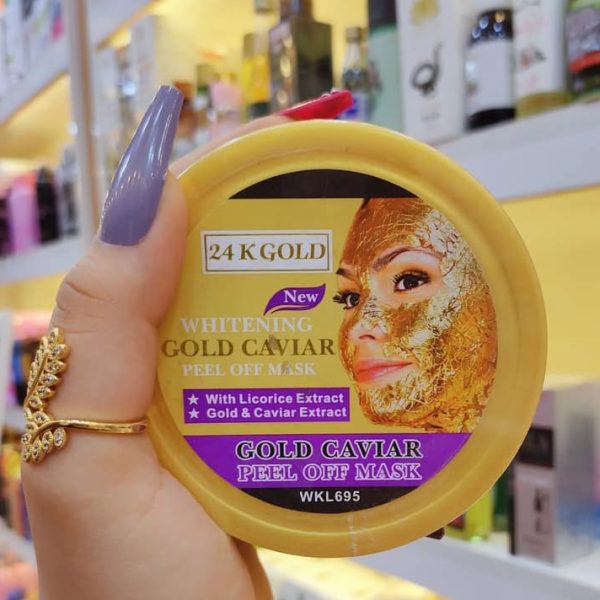 24 K GOLD
New
WHITENING
GOLD CAVIAR
PEEL OFF MASK
★ With Licorice Extract
★ Gold & Caviar Extract
GOLD CAVIAR
PEEL OFF MASK
WKL695